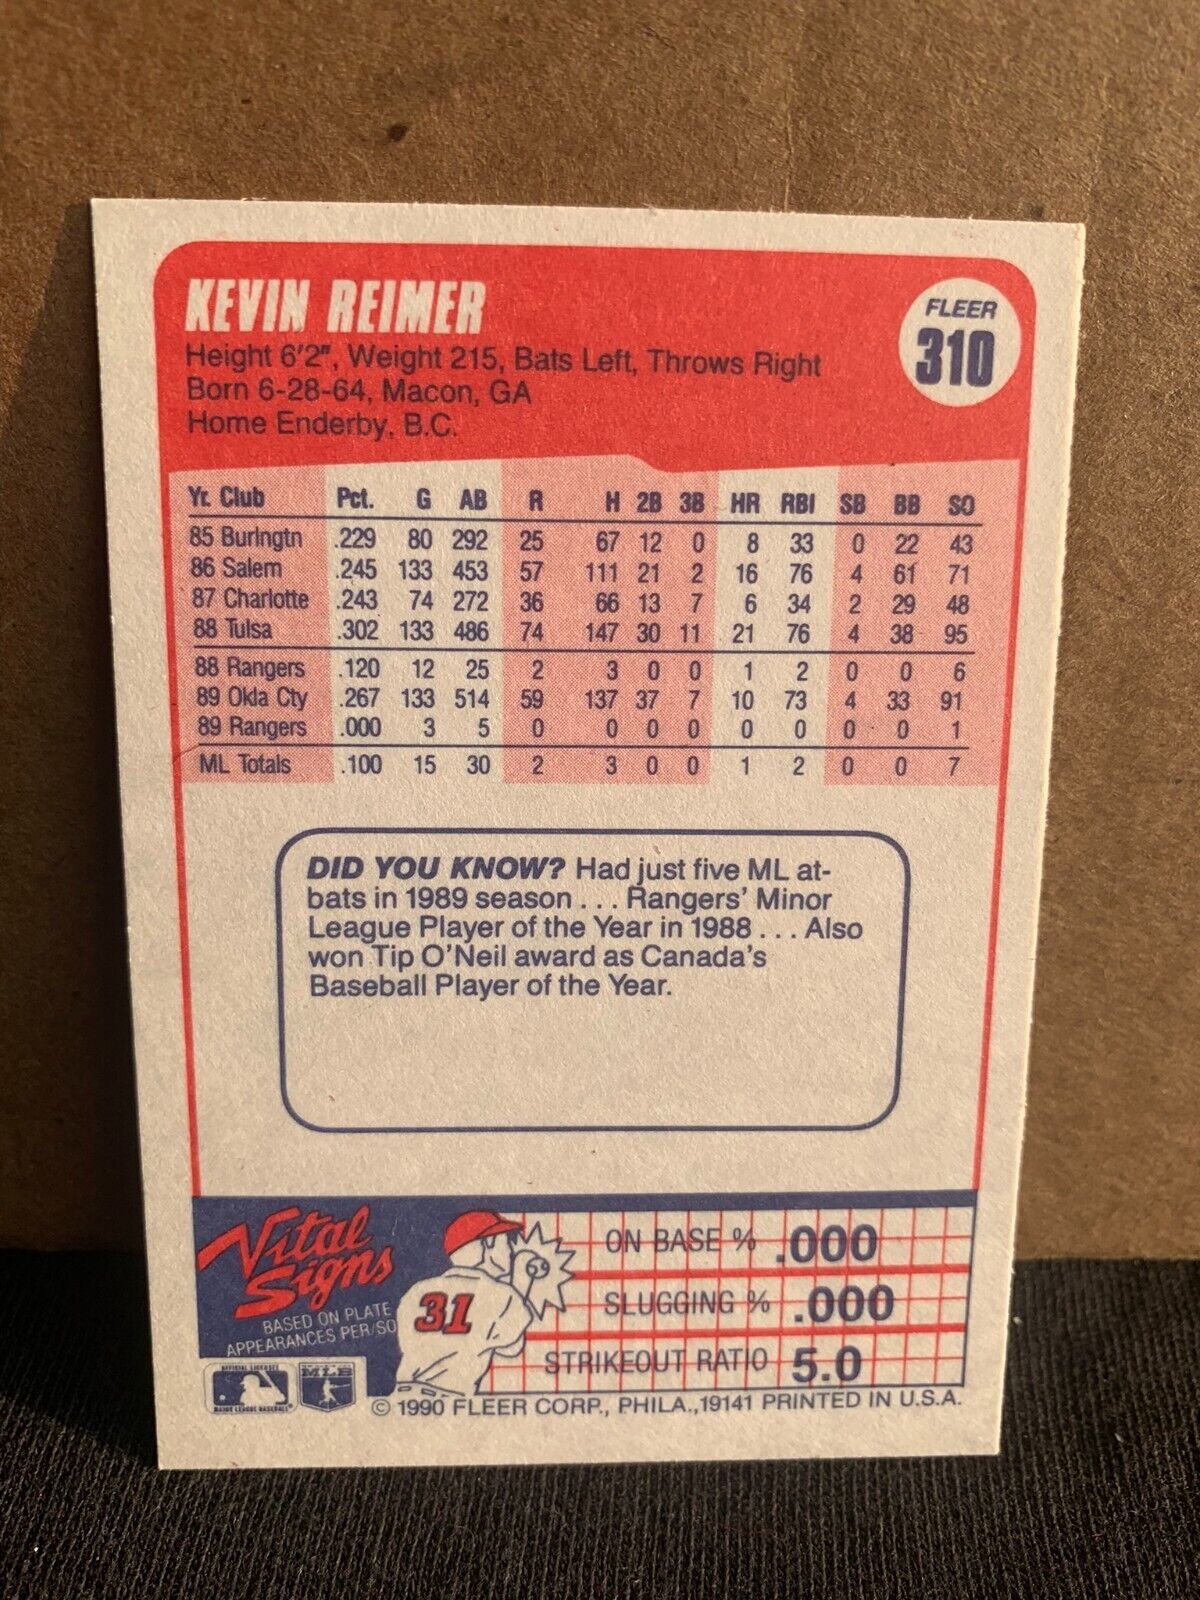 KEVIN REIMER
FLEER
310
Height 6'2", Weight 215, Bats Left, Throws Right
Born 6-28-64, Macon, GA
Home Enderby, B.C.
Yr. Club Pct. G AB R H 2B 3B HR RBI SB BB SO
85 Burlngtn .229 80 292 25 67 12 0 8 33 0 22 43
86 Salem .245 133 453 57 111 21 2 16 76 4 61 71
87 Charlotte .243 74 272 36 66 13 7 6 34 2 29 48
88 Tulsa .302 133 486 74 147 30 11 21 76 4 38 95
88 Rangers .120 12 25 2 3 0 0 1 2 0 0 6
89 Okla Cty .267 133 514 59 137 37 7 10 73 4 33 91
89 Rangers .000 3 5 0 0 0 0 0 0 0 0 1
ML Totals .100 15 30 2 3 0 0 1 2 0 0 7
DID YOU KNOW? Had just five ML at-
bats in 1989 season . . . Rangers' Minor
League Player of the Year in 1988 . . . Also
won Tip O'Neil award as Canada's
Baseball Player of the Year.
Vital
Signs
BASED ON PLATE
APPEARANCES PER/SO
31
ON BASE % .000
SLUGGING % .000
STRIKEOUT RATIO 5.0
OFFICIAL LICENSEE
MAJOR LEAGUE BASEBALL
MLB
© 1990 FLEER CORP., PHILA.,19141 PRINTED IN U.S.A.